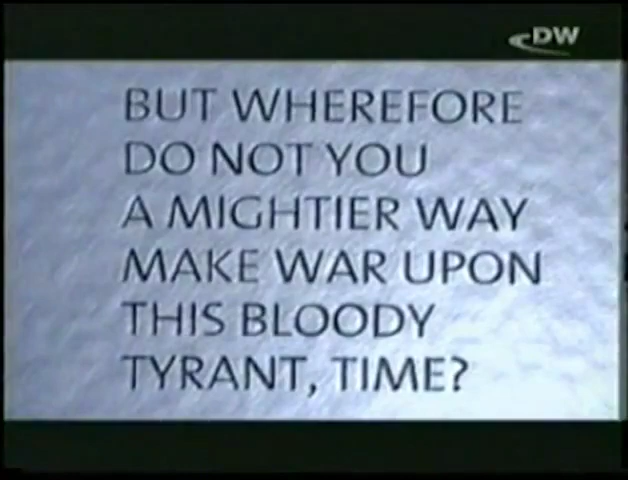 DW
BUT WHEREFORE
DO NOT YOU
A MIGHTIER WAY
MAKE WAR UPON
THIS BLOODY
TYRANT, TIME?